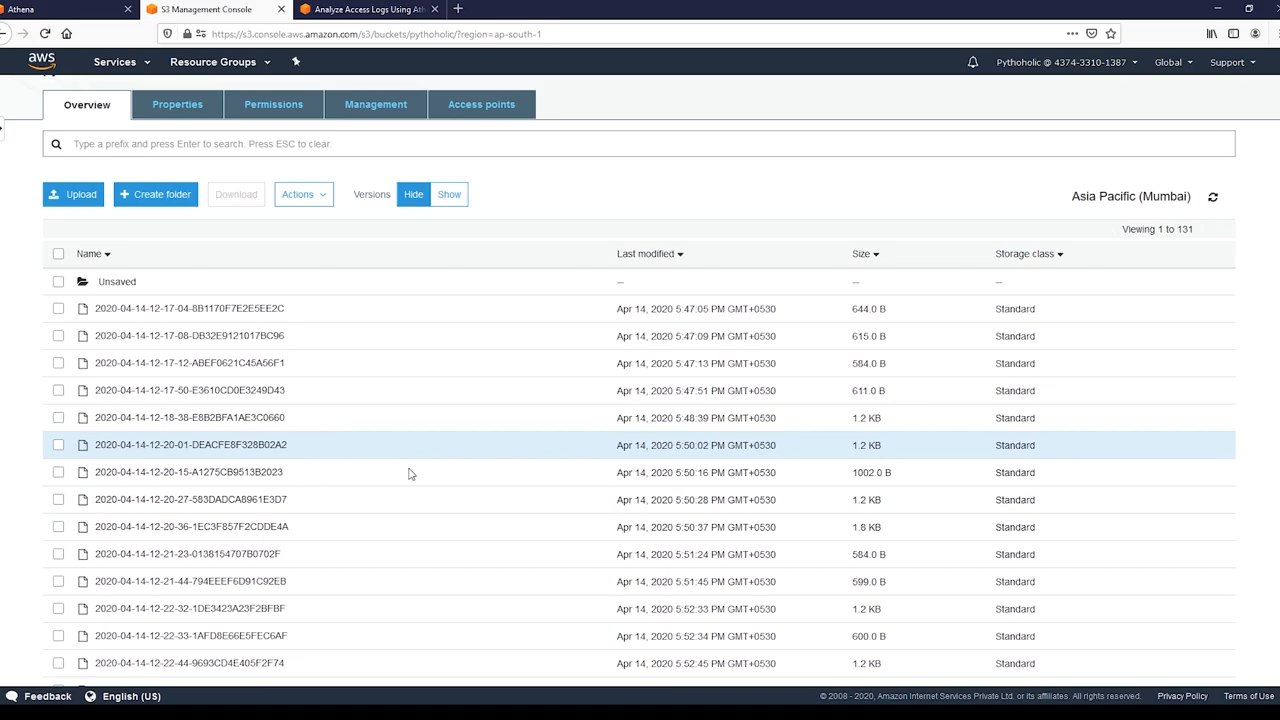 Athena
S3 Management Console
Analyze Access Logs Using Ath
https://s3.console.aws.amazon.com/s3/buckets/pythoholic/?region=ap-south-1
aws Services Resource Groups Pythoholic @ 4374-3310-1387 Global Support
Overview Properties Permissions Management Access points
Type a prefix and press Enter to search. Press ESC to clear.
Upload Create folder Download Actions Versions Hide Show Asia Pacific (Mumbai)
Viewing 1 to 131
Name Last modified Size Storage class
Unsaved -- -- --
2020-04-14-12-17-04-8B1170F7E2E5EE2C Apr 14, 2020 5:47:05 PM GMT+0530 644.0 B Standard
2020-04-14-12-17-08-DB32E9121017BC96 Apr 14, 2020 5:47:09 PM GMT+0530 615.0 B Standard
2020-04-14-12-17-12-ABEF0621C45A56F1 Apr 14, 2020 5:47:13 PM GMT+0530 584.0 B Standard
2020-04-14-12-17-50-E3610CD0E3249D43 Apr 14, 2020 5:47:51 PM GMT+0530 611.0 B Standard
2020-04-14-12-18-38-E8B2BFA1AE3C0660 Apr 14, 2020 5:48:39 PM GMT+0530 1.2 KB Standard
2020-04-14-12-20-01-DEACFE8F328B02A2 Apr 14, 2020 5:50:02 PM GMT+0530 1.2 KB Standard
2020-04-14-12-20-15-A1275CB9513B2023 Apr 14, 2020 5:50:16 PM GMT+0530 1002.0 B Standard
2020-04-14-12-20-27-583DADCA8961E3D7 Apr 14, 2020 5:50:28 PM GMT+0530 1.2 KB Standard
2020-04-14-12-20-36-1EC3F857F2CDDE4A Apr 14, 2020 5:50:37 PM GMT+0530 1.8 KB Standard
2020-04-14-12-21-23-0138154707B0702F Apr 14, 2020 5:51:24 PM GMT+0530 584.0 B Standard
2020-04-14-12-21-44-794EEEF6D91C92EB Apr 14, 2020 5:51:45 PM GMT+0530 599.0 B Standard
2020-04-14-12-22-32-1DE3423A23F2BFBF Apr 14, 2020 5:52:33 PM GMT+0530 1.2 KB Standard
2020-04-14-12-22-33-1AFD8E66E5FEC6AF Apr 14, 2020 5:52:34 PM GMT+0530 600.0 B Standard
2020-04-14-12-22-44-9693CD4E405F2F74 Apr 14, 2020 5:52:45 PM GMT+0530 1.2 KB Standard
Feedback English (US) © 2008 - 2020, Amazon Internet Services Private Ltd. or its affiliates. All rights reserved. Privacy Policy Terms of Use